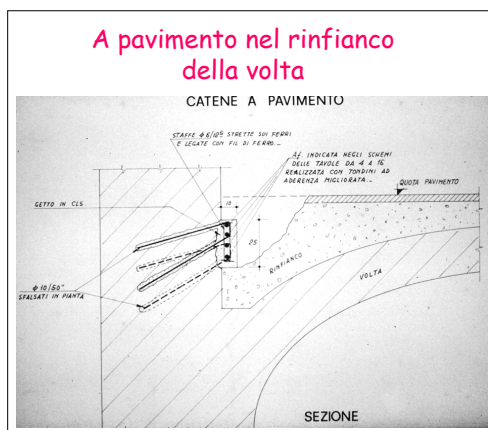 A pavimento nel rinfianco
della volta
CATENE A PAVIMENTO
STAFFE Φ6/10" STRETTE SUI FERRI
E LEGATE CON FIL DI FERRO._
Af. INDICATA NEGLI SCHEMI
DELLE TAVOLE DA 4 A 16
REALIZZATA CON TONDINI AD
ADERENZA MIGLIORATA._
QUOTA PAVIMENTO
GETTO IN CLS.
10
25
RINFIANCO
VOLTA
Φ10/50"
SFALSATI IN PIANTA
SEZIONE